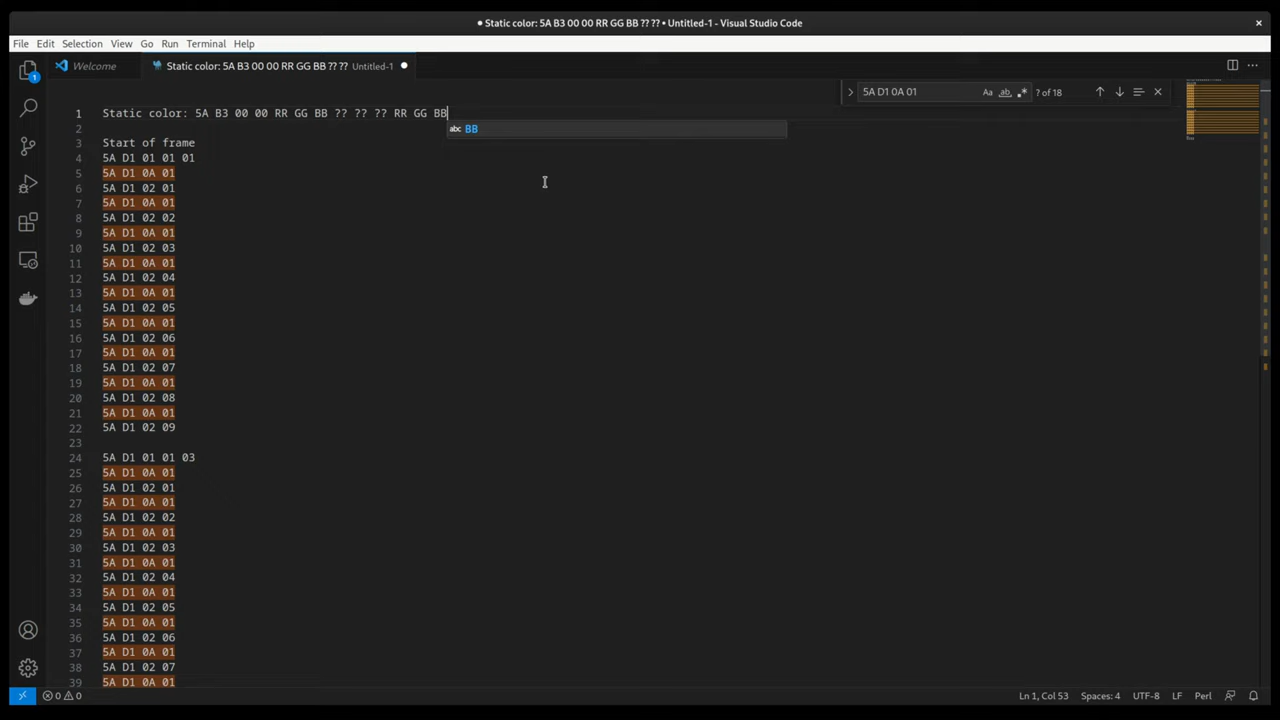 ● Static color: 5A B3 00 00 RR GG BB ?? ?? • Untitled-1 - Visual Studio Code ×
File Edit Selection View Go Run Terminal Help
Welcome Static color: 5A B3 00 00 RR GG BB ?? ?? Untitled-1 ●
5A D1 0A 01 Aa ab .* ? of 18
1 Static color: 5A B3 00 00 RR GG BB ?? ?? ?? RR GG BB
abc BB
2
3 Start of frame
4 5A D1 01 01 01
5 5A D1 0A 01
6 5A D1 02 01
7 5A D1 0A 01
8 5A D1 02 02
9 5A D1 0A 01
10 5A D1 02 03
11 5A D1 0A 01
12 5A D1 02 04
13 5A D1 0A 01
14 5A D1 02 05
15 5A D1 0A 01
16 5A D1 02 06
17 5A D1 0A 01
18 5A D1 02 07
19 5A D1 0A 01
20 5A D1 02 08
21 5A D1 0A 01
22 5A D1 02 09
23
24 5A D1 01 01 03
25 5A D1 0A 01
26 5A D1 02 01
27 5A D1 0A 01
28 5A D1 02 02
29 5A D1 0A 01
30 5A D1 02 03
31 5A D1 0A 01
32 5A D1 02 04
33 5A D1 0A 01
34 5A D1 02 05
35 5A D1 0A 01
36 5A D1 02 06
37 5A D1 0A 01
38 5A D1 02 07
39 5A D1 0A 01
1
0 0 Ln 1, Col 53 Spaces: 4 UTF-8 LF Perl